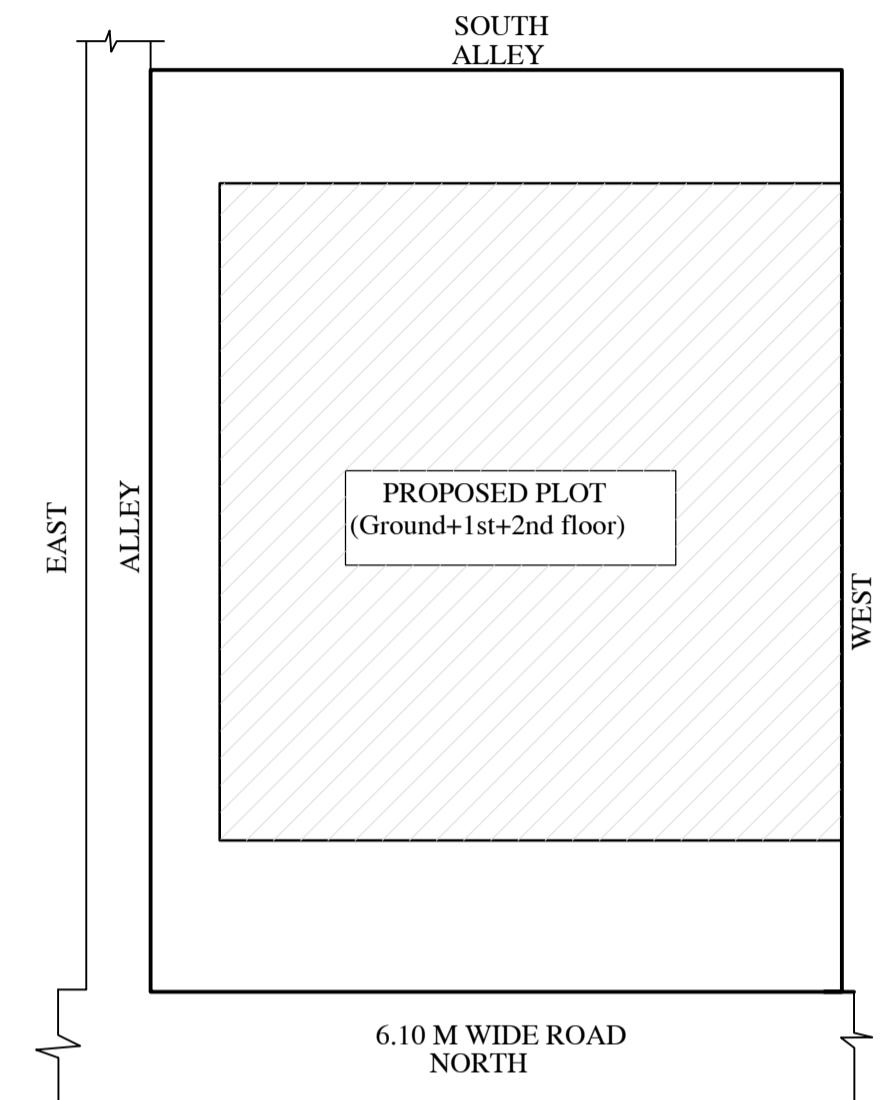 SOUTH
ALLEY
PROPOSED PLOT
(Ground+1st+2nd floor)
EAST
ALLEY
WEST
6.10 M WIDE ROAD
NORTH